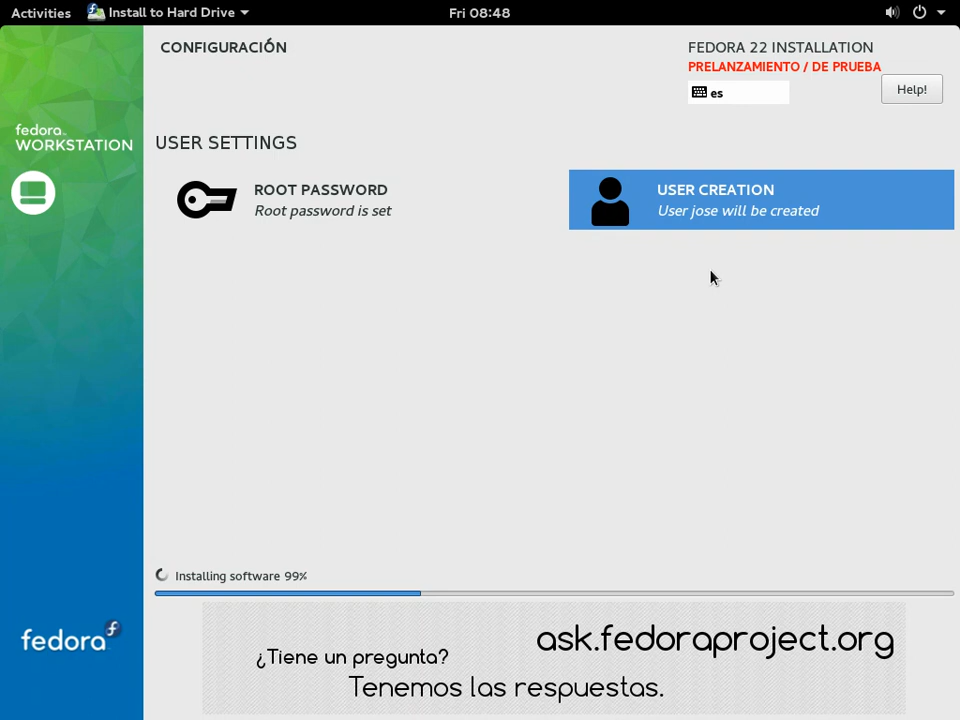 Activities Install to Hard Drive Fri 08:48
CONFIGURACIÓN
FEDORA 22 INSTALLATION
PRELANZAMIENTO / DE PRUEBA
es
Help!
fedora
WORKSTATION
USER SETTINGS
ROOT PASSWORD
Root password is set
USER CREATION
User jose will be created
Installing software 99%
fedora
ask.fedoraproject.org
¿Tiene un pregunta?
Tenemos las respuestas.